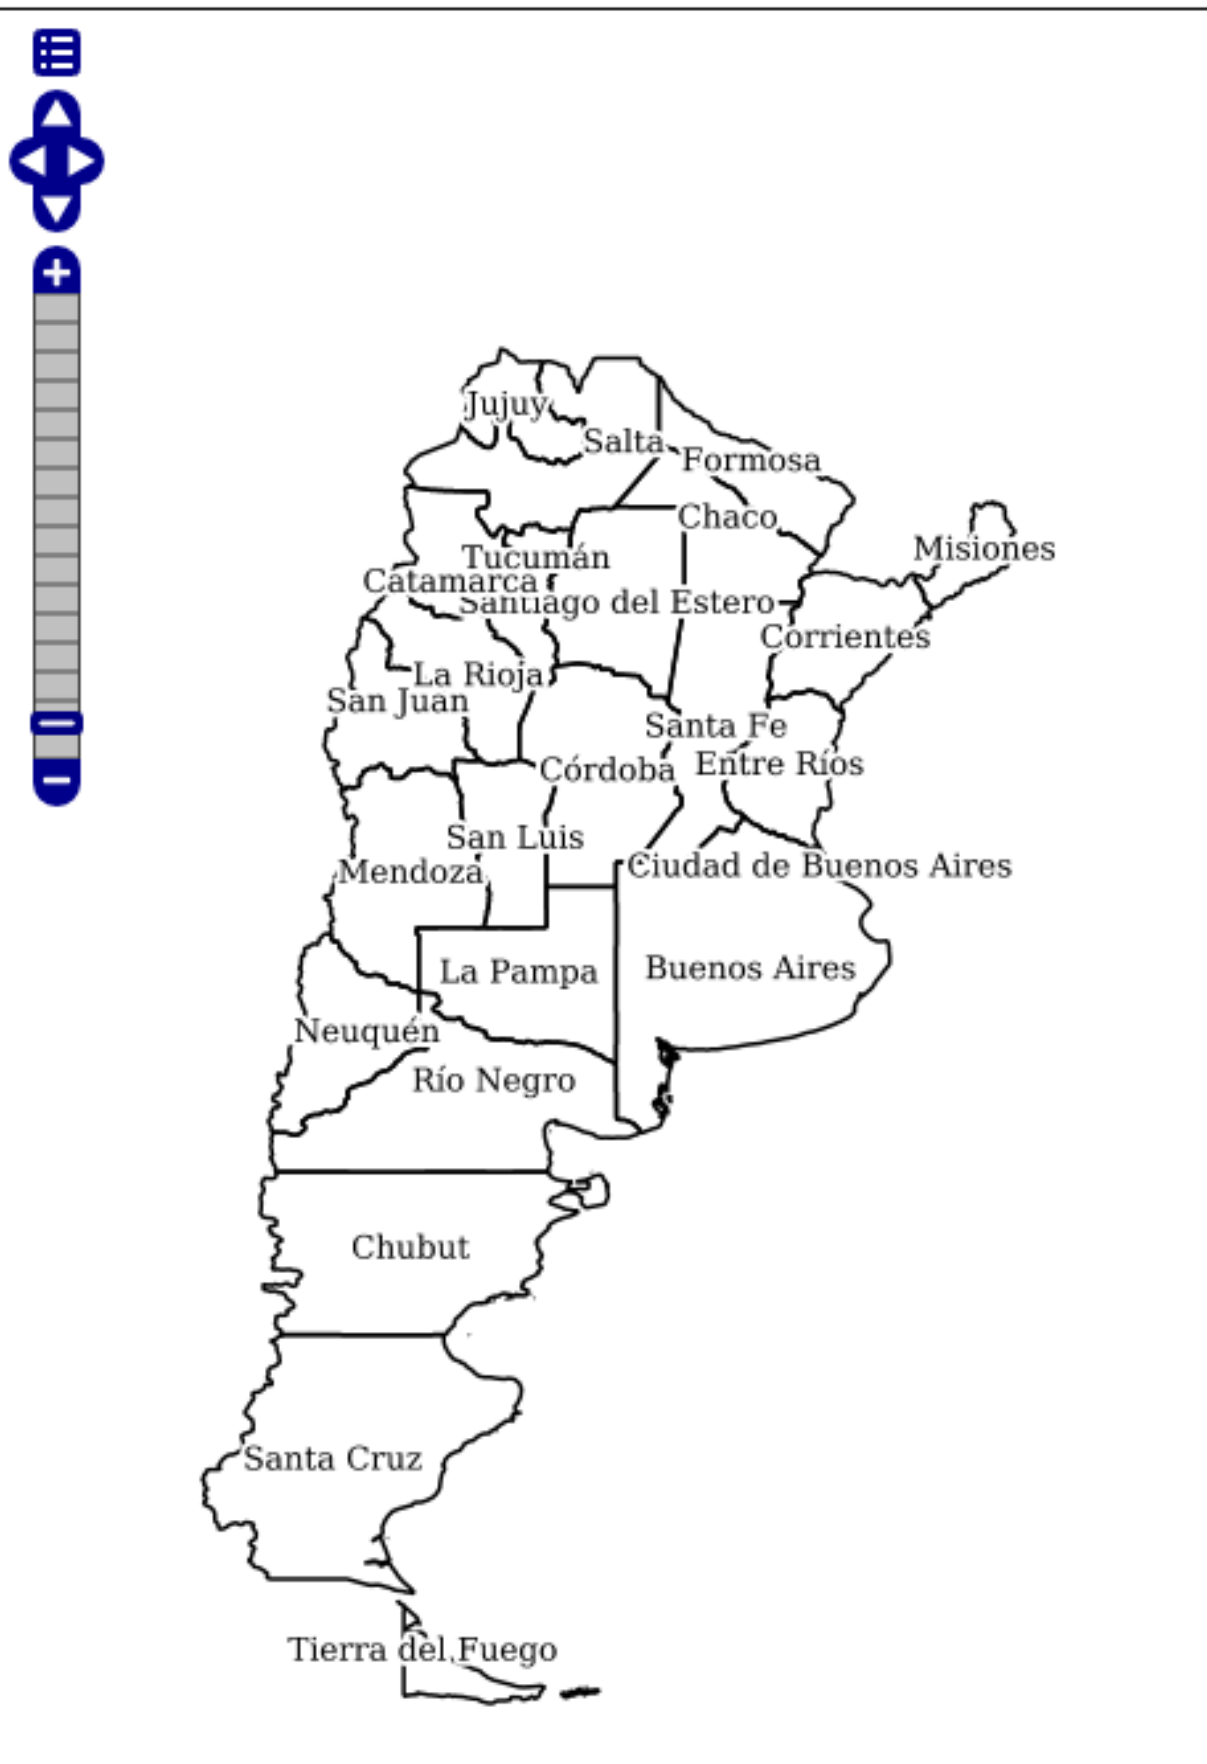 Jujuy
Salta
Formosa
Chaco
Misiones
Tucumán
Catamarca
Santiago del Estero
Corrientes
La Rioja
San Juan
Santa Fe
Entre Ríos
Córdoba
San Luis
Ciudad de Buenos Aires
Mendoza
Buenos Aires
La Pampa
Neuquén
Río Negro
Chubut
Santa Cruz
Tierra del Fuego